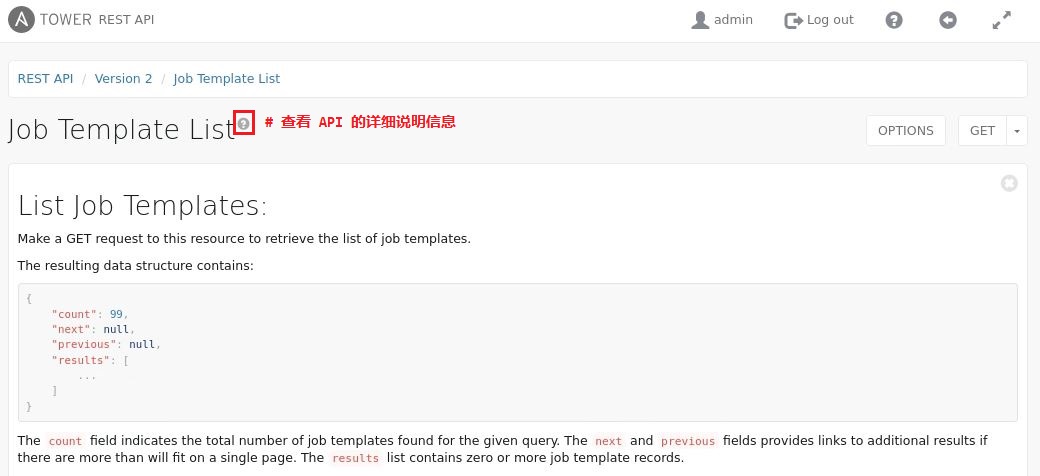 TOWER REST API admin Log out
REST API / Version 2 / Job Template List
Job Template List # 查看 API 的详细说明信息 OPTIONS GET
List Job Templates:
Make a GET request to this resource to retrieve the list of job templates.
The resulting data structure contains:
{
"count": 99,
"next": null,
"previous": null,
"results": [
...
]
}
The count field indicates the total number of job templates found for the given query. The next and previous fields provides links to additional results if
there are more than will fit on a single page. The results list contains zero or more job template records.